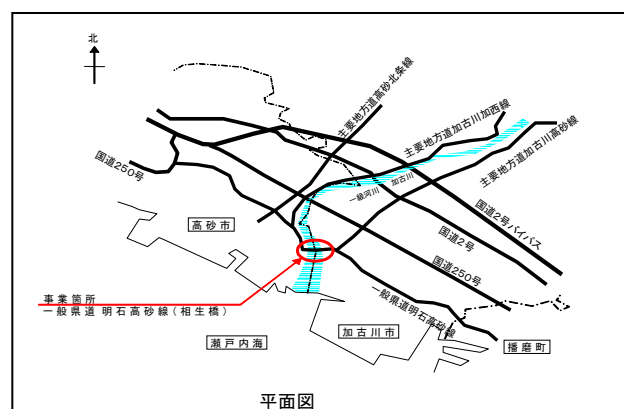 北
主要地方道高砂北条線
主要地方道加古川加西線
主要地方道加古川高砂線
国道250号
一級河川 加古川
高砂市
国道2号バイパス
国道2号
国道250号
事業箇所
一般県道 明石高砂線(相生橋)
一般県道明石高砂線
加古川市
瀬戸内海
播磨町
平面図